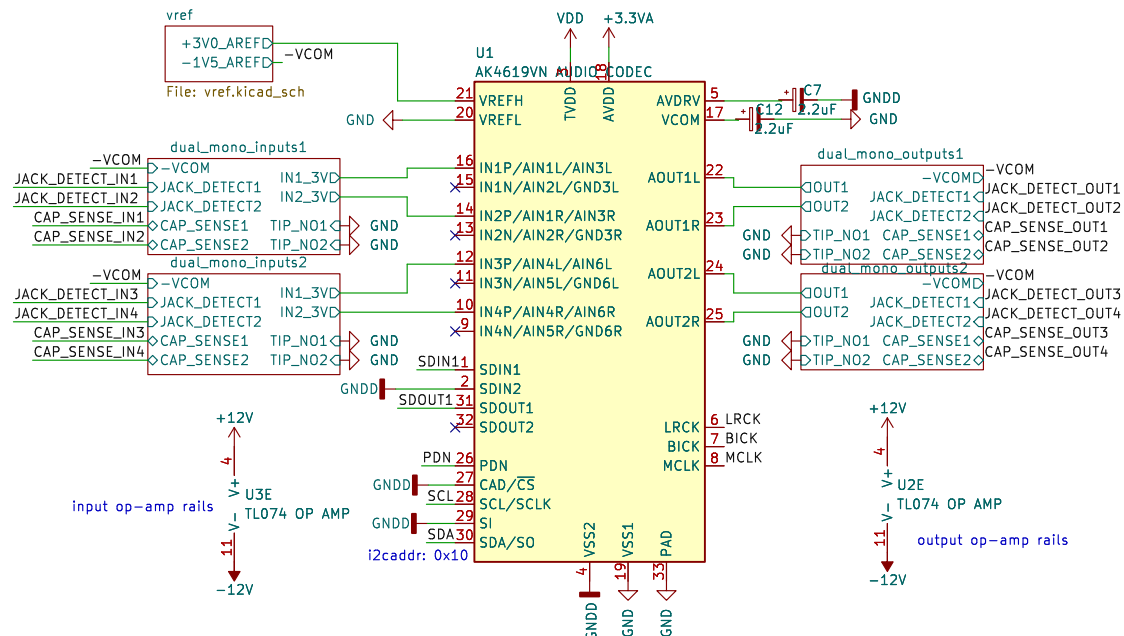 vref
+3V0_AREF
-1V5_AREF
-VCOM
File: vref.kicad_sch
VDD
+3.3VA
U1
AK4619VN AUDIO CODEC
3
18
TVDD
AVDD
21
VREFH
20
VREFL
GND
5
AVDRV
17
VCOM
C7
2.2uF
GNDD
C12
2.2uF
GND
dual_mono_inputs1
-VCOM
JACK_DETECT_IN1
JACK_DETECT_IN2
CAP_SENSE_IN1
CAP_SENSE_IN2
-VCOM
JACK_DETECT1
JACK_DETECT2
CAP_SENSE1
CAP_SENSE2
IN1_3V
IN2_3V
TIP_NO1
TIP_NO2
GND
GND
dual_mono_inputs2
-VCOM
JACK_DETECT_IN3
JACK_DETECT_IN4
CAP_SENSE_IN3
CAP_SENSE_IN4
-VCOM
JACK_DETECT1
JACK_DETECT2
CAP_SENSE1
CAP_SENSE2
IN1_3V
IN2_3V
TIP_NO1
TIP_NO2
GND
GND
16
IN1P/AIN1L/AIN3L
15
IN1N/AIN2L/GND3L
14
IN2P/AIN1R/AIN3R
13
IN2N/AIN2R/GND3R
12
IN3P/AIN4L/AIN6L
11
IN3N/AIN5L/GND6L
10
IN4P/AIN4R/AIN6R
9
IN4N/AIN5R/GND6R
SDIN1
1
SDIN1
GNDD
2
SDIN2
SDOUT1
31
SDOUT1
32
SDOUT2
PDN
26
PDN
GNDD
27
CAD/CS
SCL
28
SCL/SCLK
GNDD
29
SI
SDA
30
SDA/SO
i2caddr: 0x10
22
AOUT1L
23
AOUT1R
24
AOUT2L
25
AOUT2R
6
LRCK
LRCK
7
BICK
BICK
8
MCLK
MCLK
VSS2
VSS1
PAD
4
19
33
GNDD
GND
GND
dual_mono_outputs1
OUT1
OUT2
TIP_NO1
TIP_NO2
GND
GND
-VCOM
JACK_DETECT1
JACK_DETECT2
CAP_SENSE1
CAP_SENSE2
-VCOM
JACK_DETECT_OUT1
JACK_DETECT_OUT2
CAP_SENSE_OUT1
CAP_SENSE_OUT2
dual_mono_outputs2
OUT1
OUT2
TIP_NO1
TIP_NO2
GND
GND
-VCOM
JACK_DETECT1
JACK_DETECT2
CAP_SENSE1
CAP_SENSE2
-VCOM
JACK_DETECT_OUT3
JACK_DETECT_OUT4
CAP_SENSE_OUT3
CAP_SENSE_OUT4
+12V
4
V+
U3E
TL074 OP AMP
V-
11
-12V
input op-amp rails
+12V
4
V+
U2E
TL074 OP AMP
V-
11
-12V
output op-amp rails